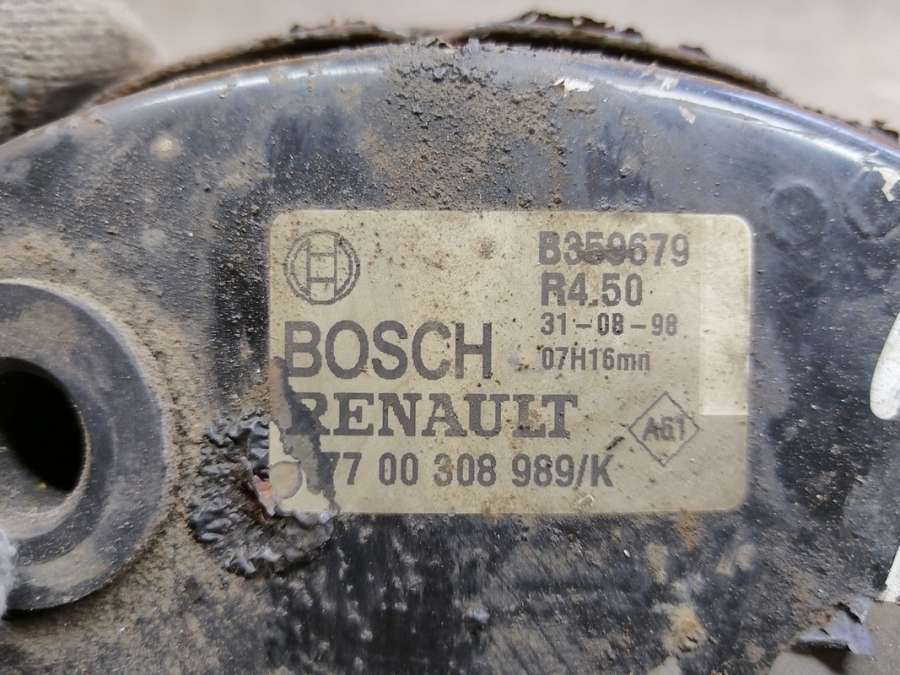 B359679
R4.50
31-08-98
07H16mn
BOSCH
RENAULT
77 00 308 989/K
A61